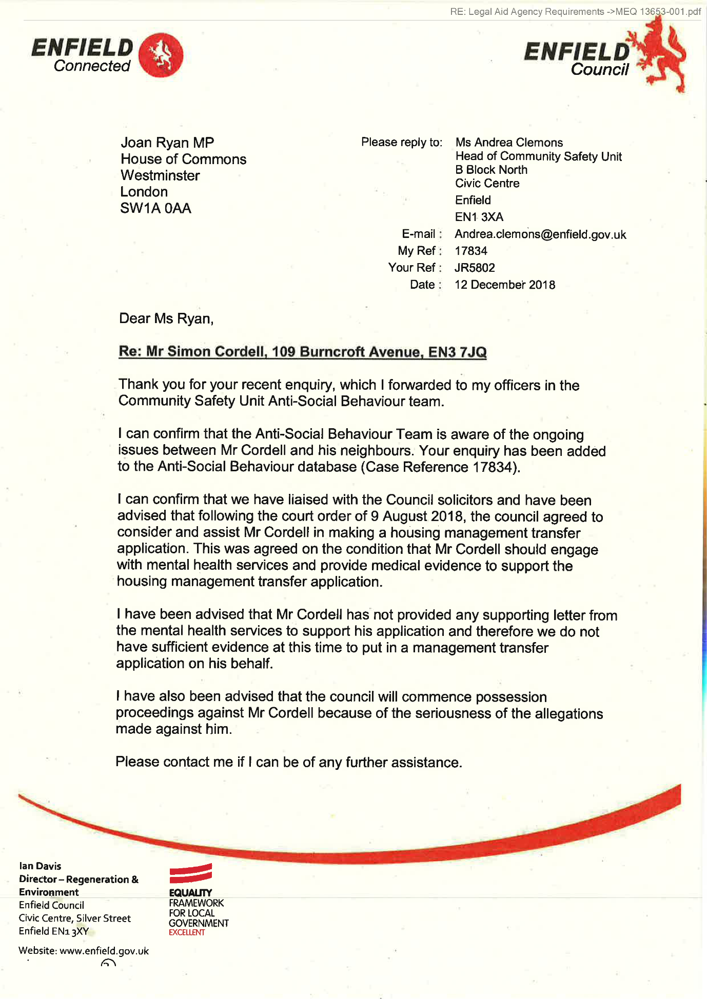 RE: Legal Aid Agency Requirements ->MEQ 13653-001.pdf
ENFIELD
Connected
ENFIELD
Council
Joan Ryan MP
House of Commons
Westminster
London
SW1A 0AA
Please reply to: Ms Andrea Clemons
Head of Community Safety Unit
B Block North
Civic Centre
Enfield
EN1 3XA
E-mail : Andrea.clemons@enfield.gov.uk
My Ref : 17834
Your Ref : JR5802
Date : 12 December 2018
Dear Ms Ryan,
Re: Mr Simon Cordell, 109 Burncroft Avenue, EN3 7JQ
Thank you for your recent enquiry, which I forwarded to my officers in the
Community Safety Unit Anti-Social Behaviour team.
I can confirm that the Anti-Social Behaviour Team is aware of the ongoing
issues between Mr Cordell and his neighbours. Your enquiry has been added
to the Anti-Social Behaviour database (Case Reference 17834).
I can confirm that we have liaised with the Council solicitors and have been
advised that following the court order of 9 August 2018, the council agreed to
consider and assist Mr Cordell in making a housing management transfer
application. This was agreed on the condition that Mr Cordell should engage
with mental health services and provide medical evidence to support the
housing management transfer application.
I have been advised that Mr Cordell has not provided any supporting letter from
the mental health services to support his application and therefore we do not
have sufficient evidence at this time to put in a management transfer
application on his behalf.
I have also been advised that the council will commence possession
proceedings against Mr Cordell because of the seriousness of the allegations
made against him.
Please contact me if I can be of any further assistance.
Ian Davis
Director – Regeneration &
Environment
Enfield Council
Civic Centre, Silver Street
Enfield EN1 3XY
Website: www.enfield.gov.uk
EQUALITY
FRAMEWORK
FOR LOCAL
GOVERNMENT
EXCELLENT